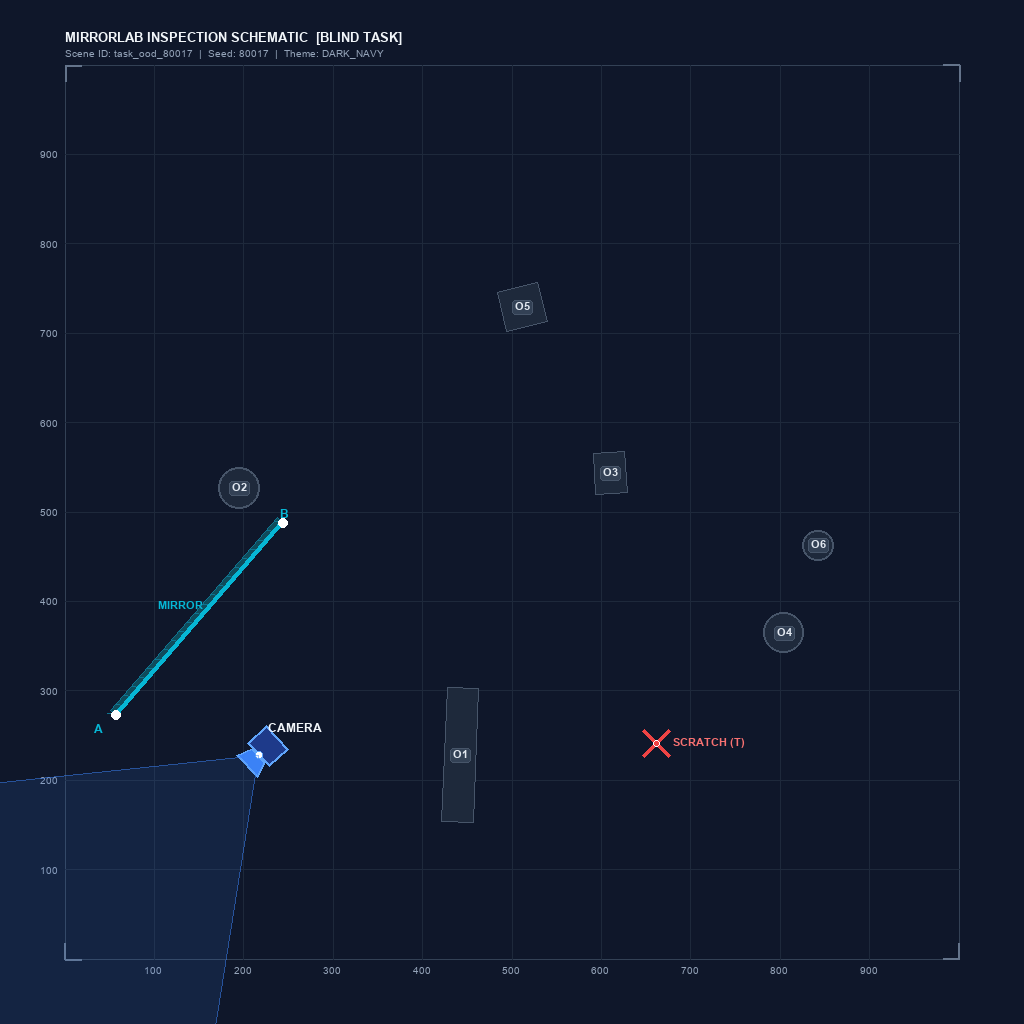 MIRRORLAB INSPECTION SCHEMATIC [BLIND TASK]
Scene ID: task_ood_80017 | Seed: 80017 | Theme: DARK_NAVY
900
800
700
O5
600
O3
500
O2
B
O6
400
MIRROR
O4
300
A
CAMERA
SCRATCH (T)
O1
200
100
100 200 300 400 500 600 700 800 900